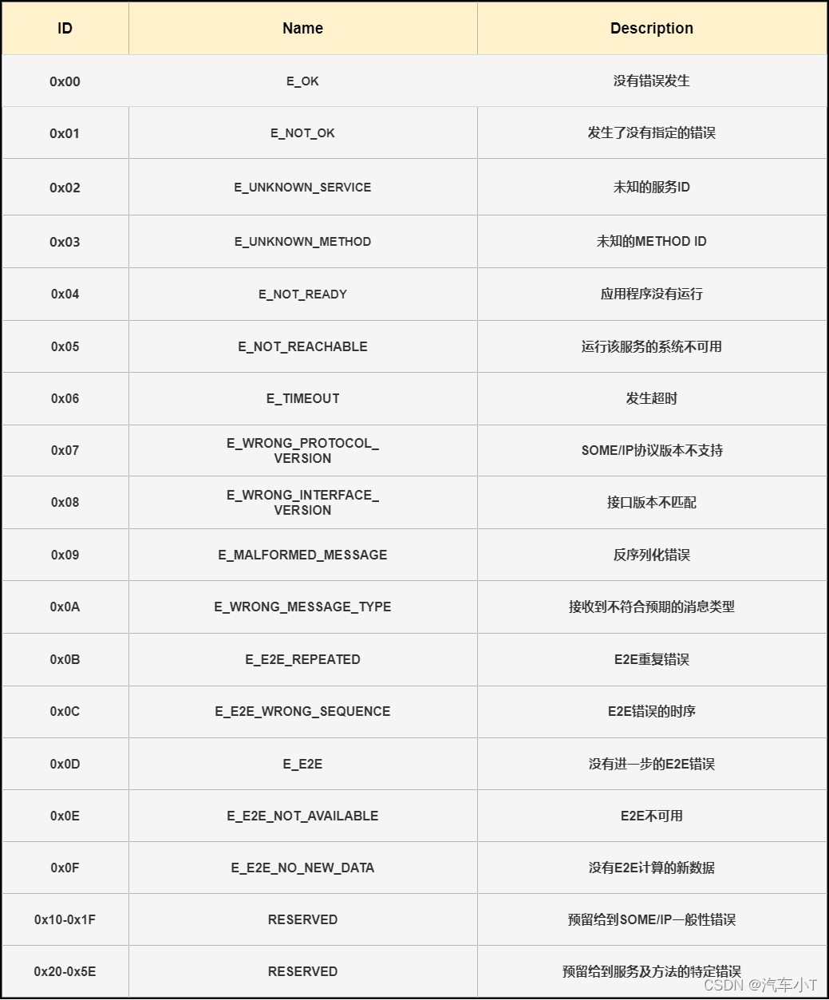 ID Name Description
0x00 E_OK 没有错误发生
0x01 E_NOT_OK 发生了没有指定的错误
0x02 E_UNKNOWN_SERVICE 未知的服务ID
0x03 E_UNKNOWN_METHOD 未知的METHOD ID
0x04 E_NOT_READY 应用程序没有运行
0x05 E_NOT_REACHABLE 运行该服务的系统不可用
0x06 E_TIMEOUT 发生超时
0x07 E_WRONG_PROTOCOL_
VERSION SOME/IP协议版本不支持
0x08 E_WRONG_INTERFACE_
VERSION 接口版本不匹配
0x09 E_MALFORMED_MESSAGE 反序列化错误
0x0A E_WRONG_MESSAGE_TYPE 接收到不符合预期的消息类型
0x0B E_E2E_REPEATED E2E重复错误
0x0C E_E2E_WRONG_SEQUENCE E2E错误的时序
0x0D E_E2E 没有进一步的E2E错误
0x0E E_E2E_NOT_AVAILABLE E2E不可用
0x0F E_E2E_NO_NEW_DATA 没有E2E计算的新数据
0x10-0x1F RESERVED 预留给到SOME/IP一般性错误
0x20-0x5E RESERVED 预留给到服务及方法的特定错误
CSDN @汽车小T